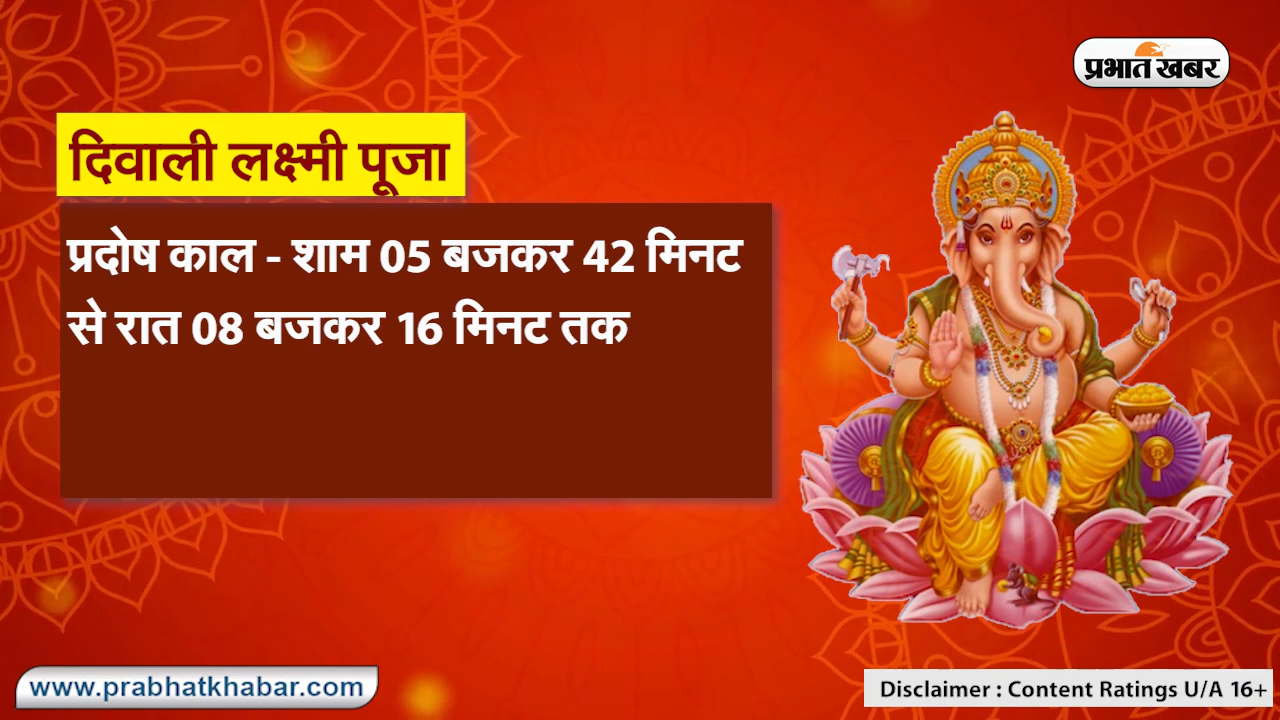 प्रभात खबर
दिवाली लक्ष्मी पूजा
प्रदोष काल - शाम 05 बजकर 42 मिनट
से रात 08 बजकर 16 मिनट तक
www.prabhatkhabar.com
Disclaimer : Content Ratings U/A 16+